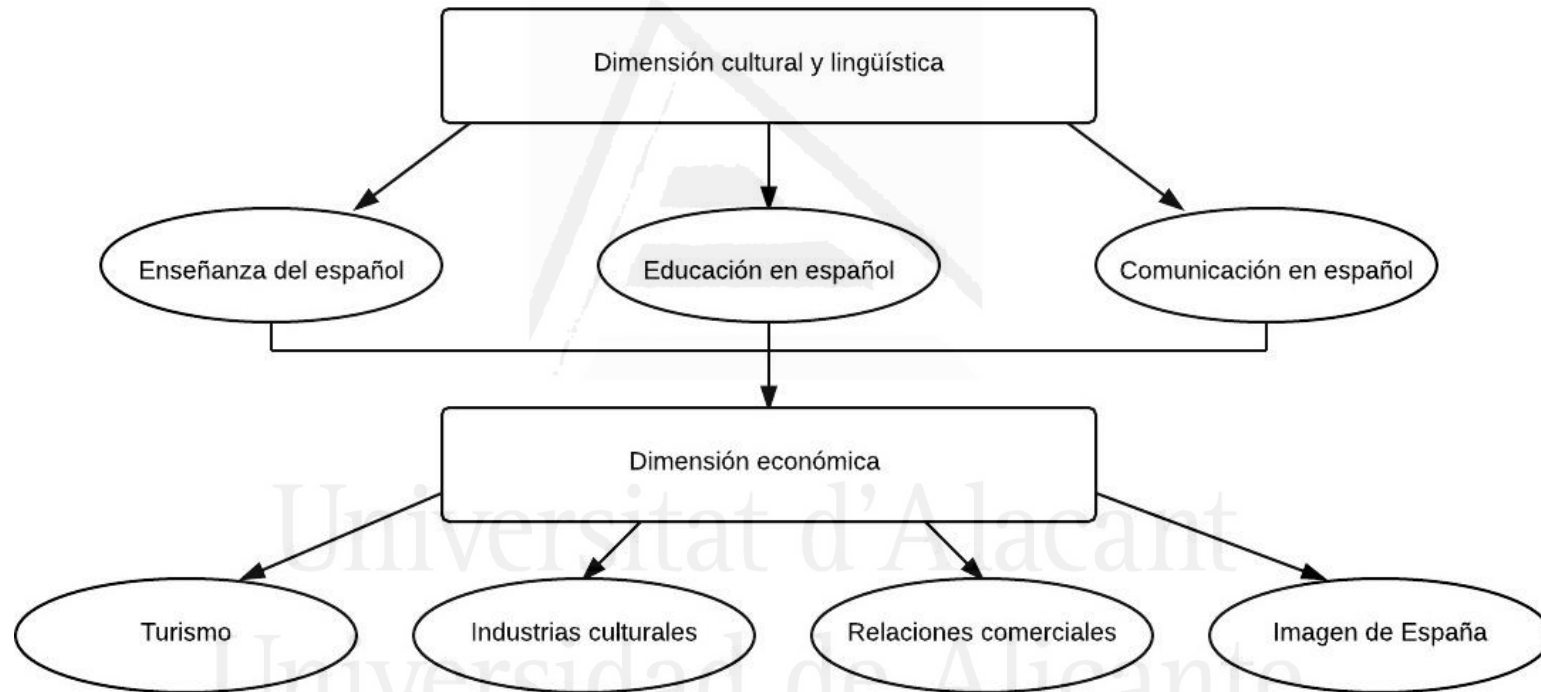 Dimensión cultural y lingüística
Enseñanza del español
Educación en español
Comunicación en español
Dimensión económica
Universitat d'Alacant
Turismo
Industrias culturales
Relaciones comerciales
Imagen de España
Universidad de Alicante